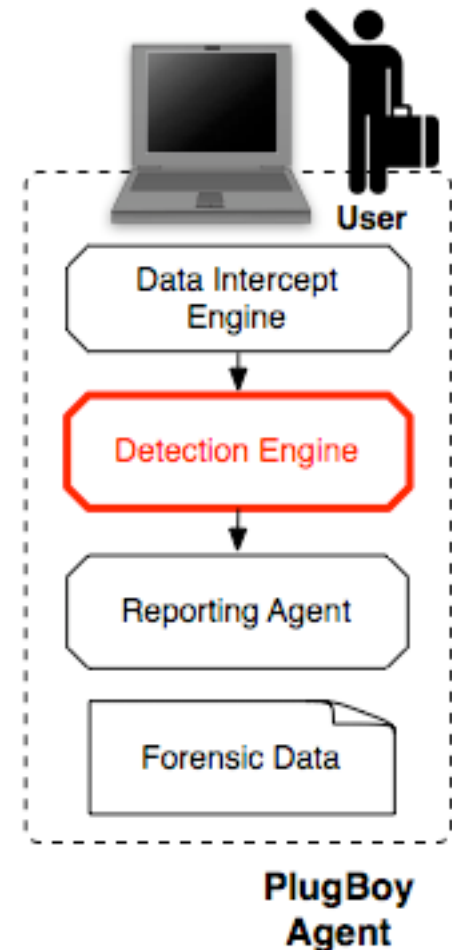 User
Data Intercept
Engine
Detection Engine
Reporting Agent
Forensic Data
PlugBoy
Agent